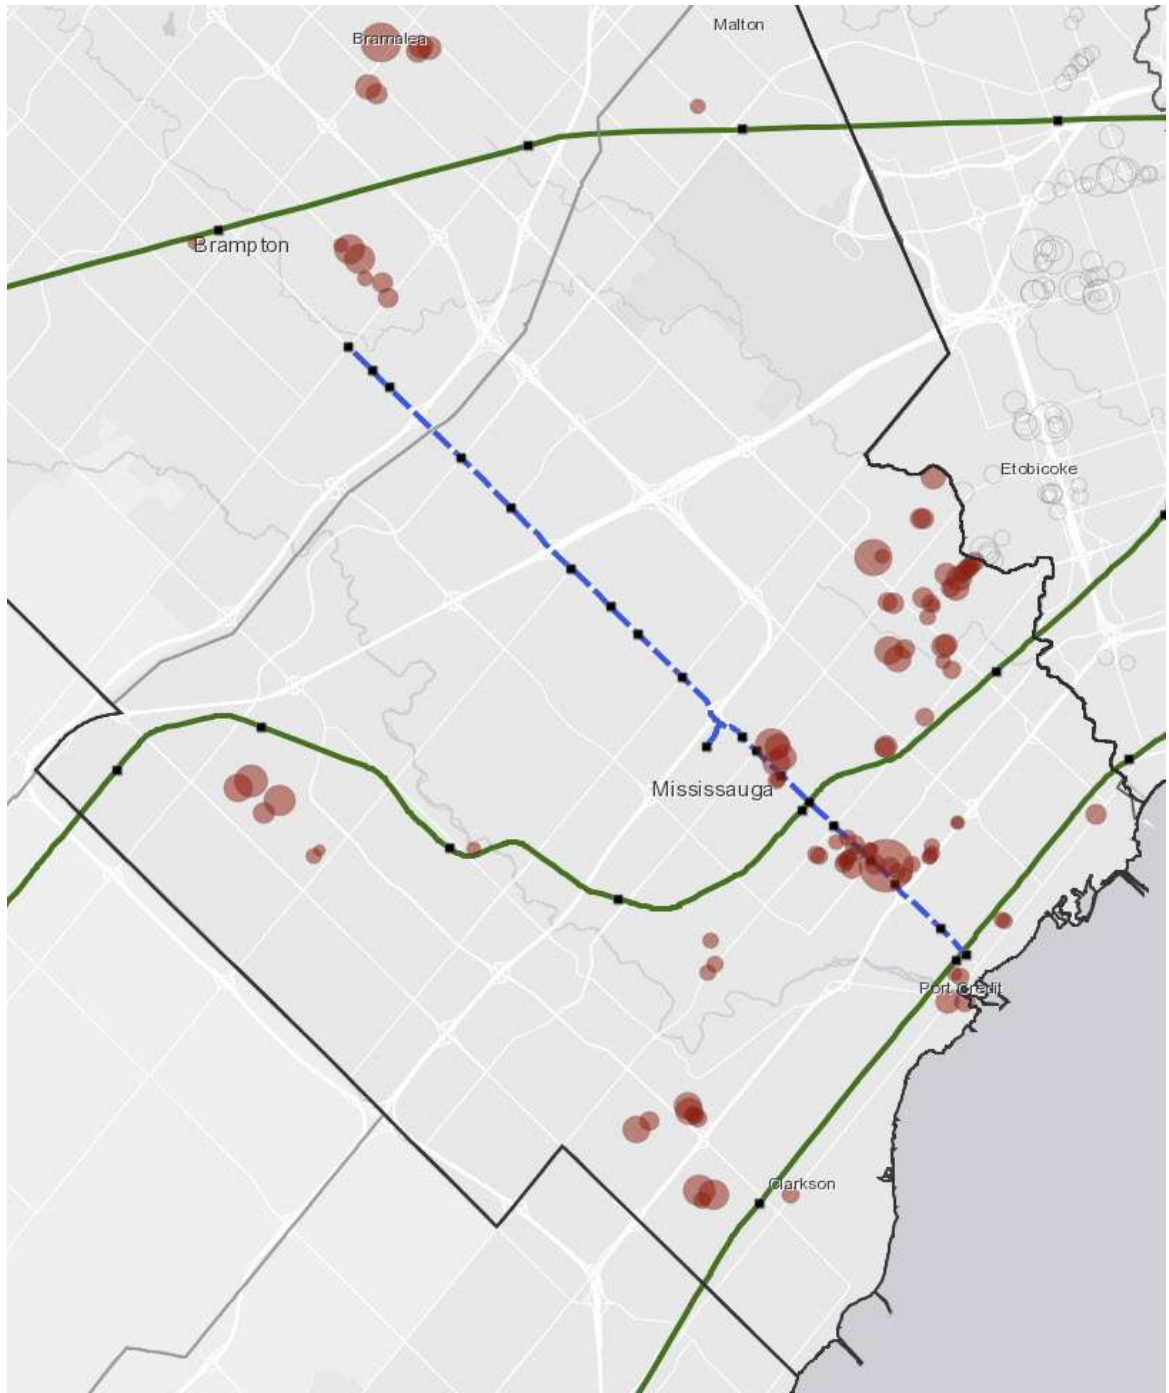 Malton
Bramalea
Brampton
Etobicoke
Mississauga
Port Credit
Clarkson